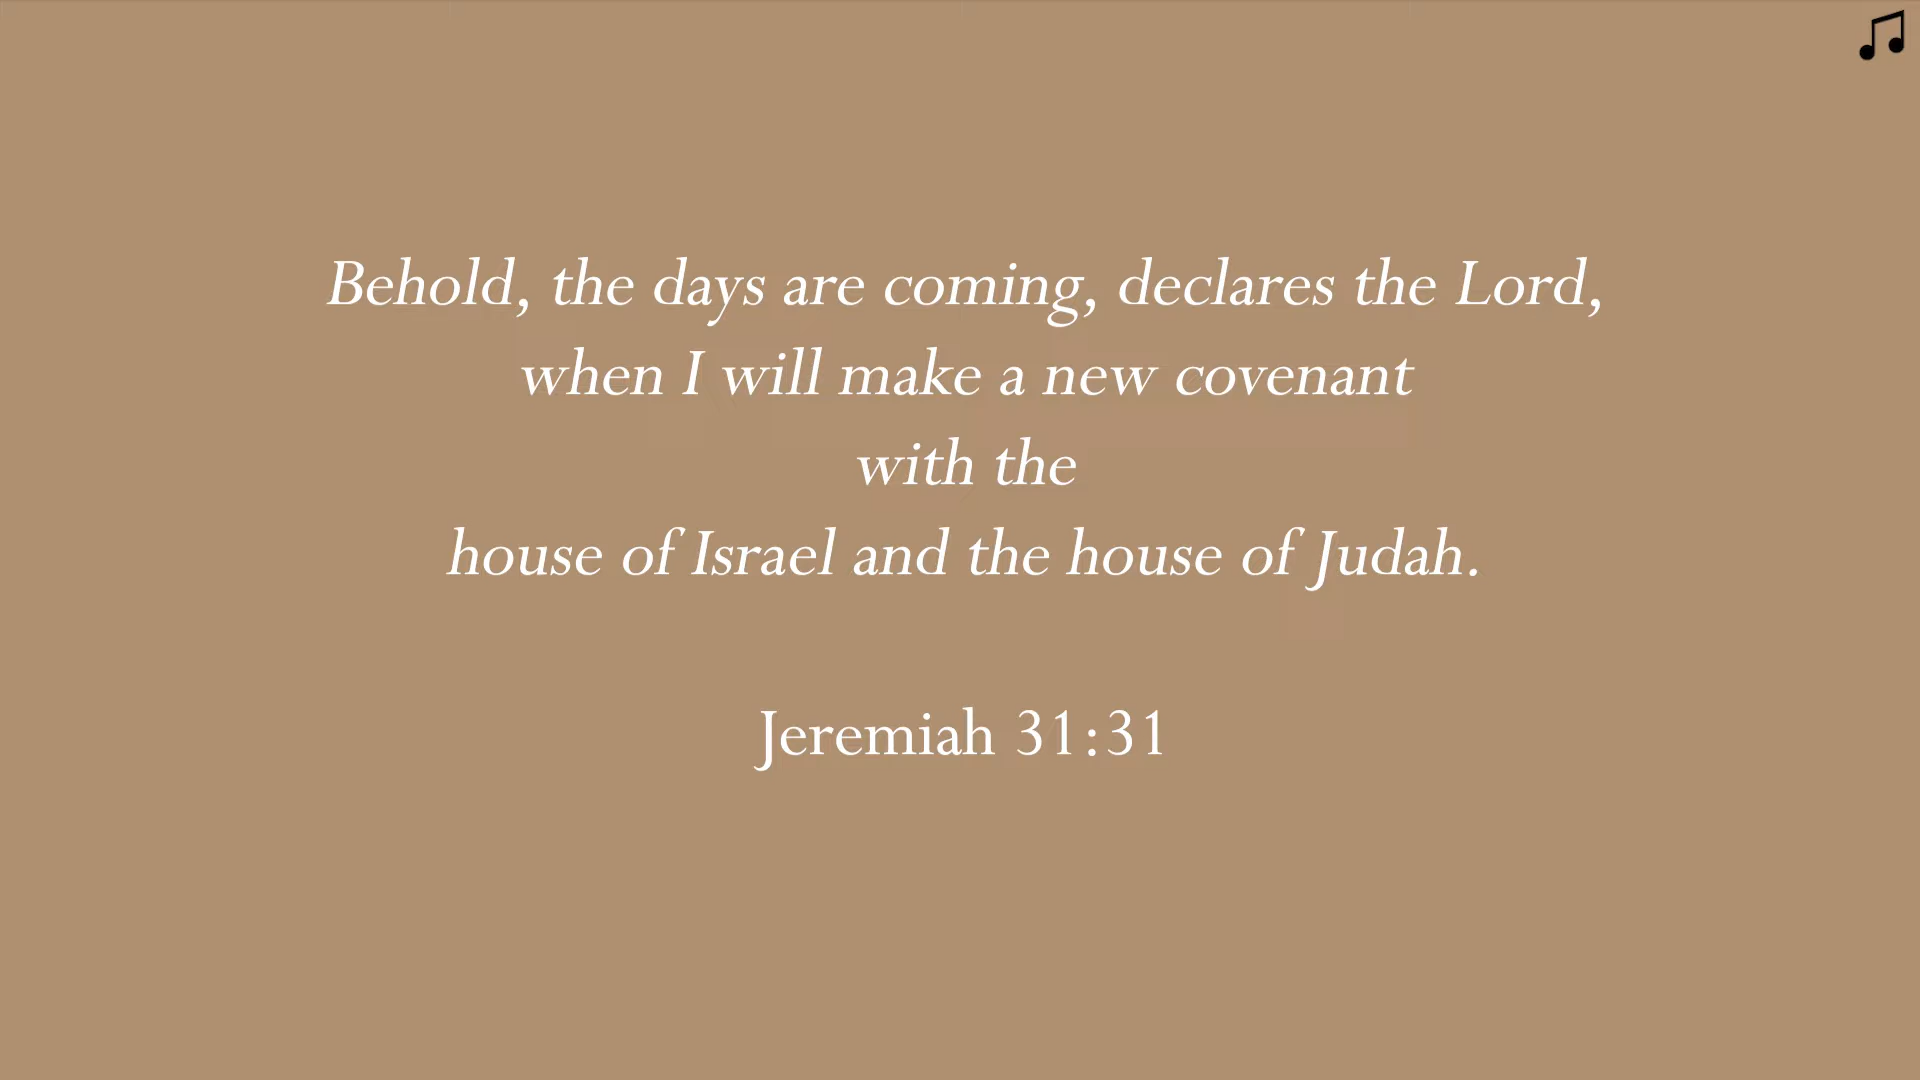 Behold, the days are coming, declares the Lord,
when I will make a new covenant
with the
house of Israel and the house of Judah.
Jeremiah 31:31